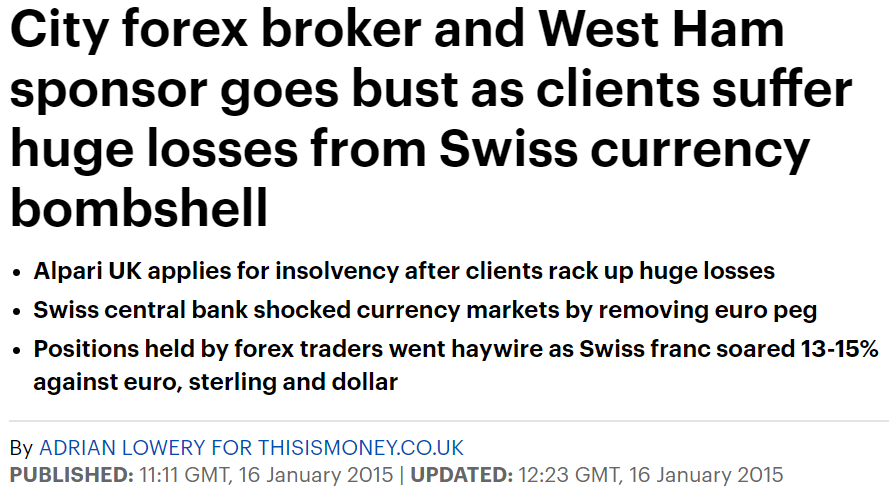 City forex broker and West Ham
sponsor goes bust as clients suffer
huge losses from Swiss currency
bombshell
• Alpari UK applies for insolvency after clients rack up huge losses
• Swiss central bank shocked currency markets by removing euro peg
• Positions held by forex traders went haywire as Swiss franc soared 13-15%
against euro, sterling and dollar
By ADRIAN LOWERY FOR THISISMONEY.CO.UK
PUBLISHED: 11:11 GMT, 16 January 2015 | UPDATED: 12:23 GMT, 16 January 2015